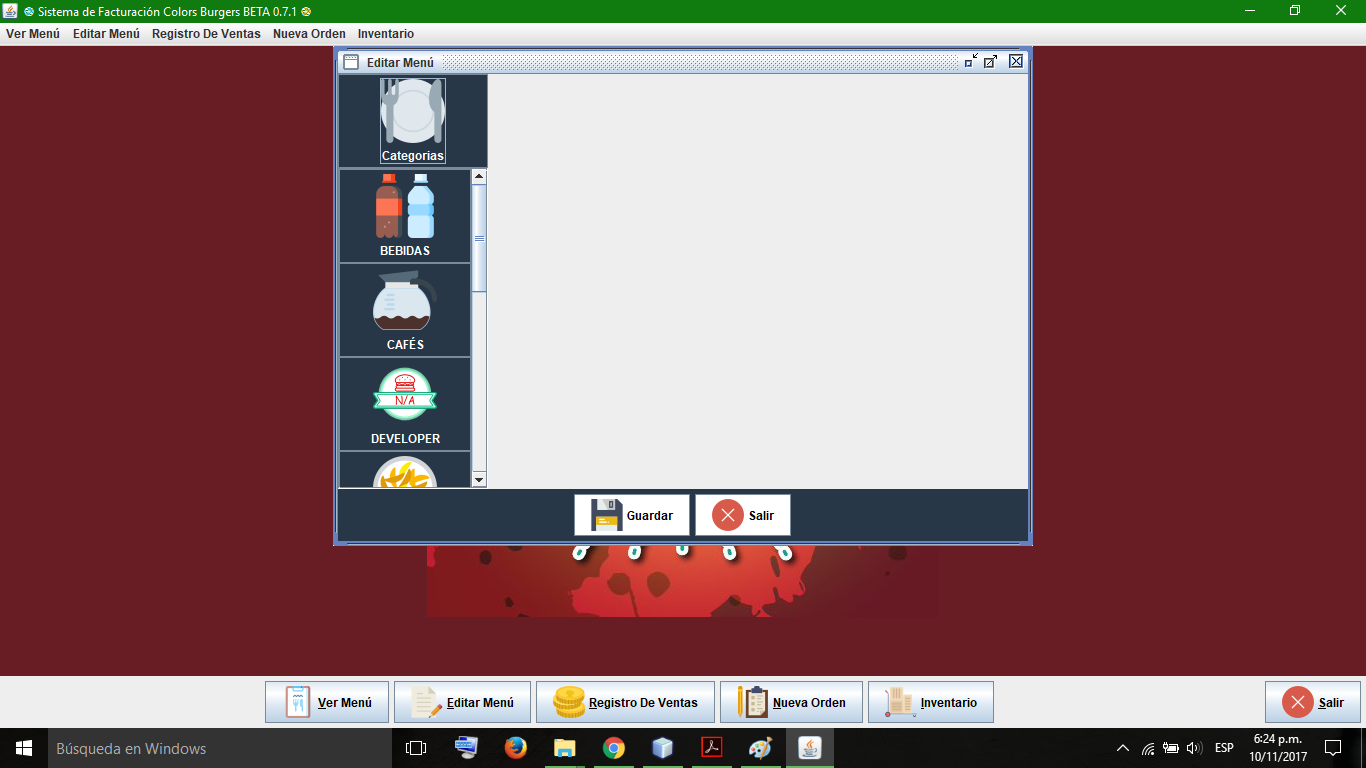 Sistema de Facturación Colors Burgers BETA 0.7.1
Ver Menú Editar Menú Registro De Ventas Nueva Orden Inventario
Editar Menú
Categorias
BEBIDAS
CAFÉS
N/A
DEVELOPER
Guardar Salir
Ver Menú Editar Menú Registro De Ventas Nueva Orden Inventario Salir
Búsqueda en Windows
ESP
6:24 p.m.
10/11/2017